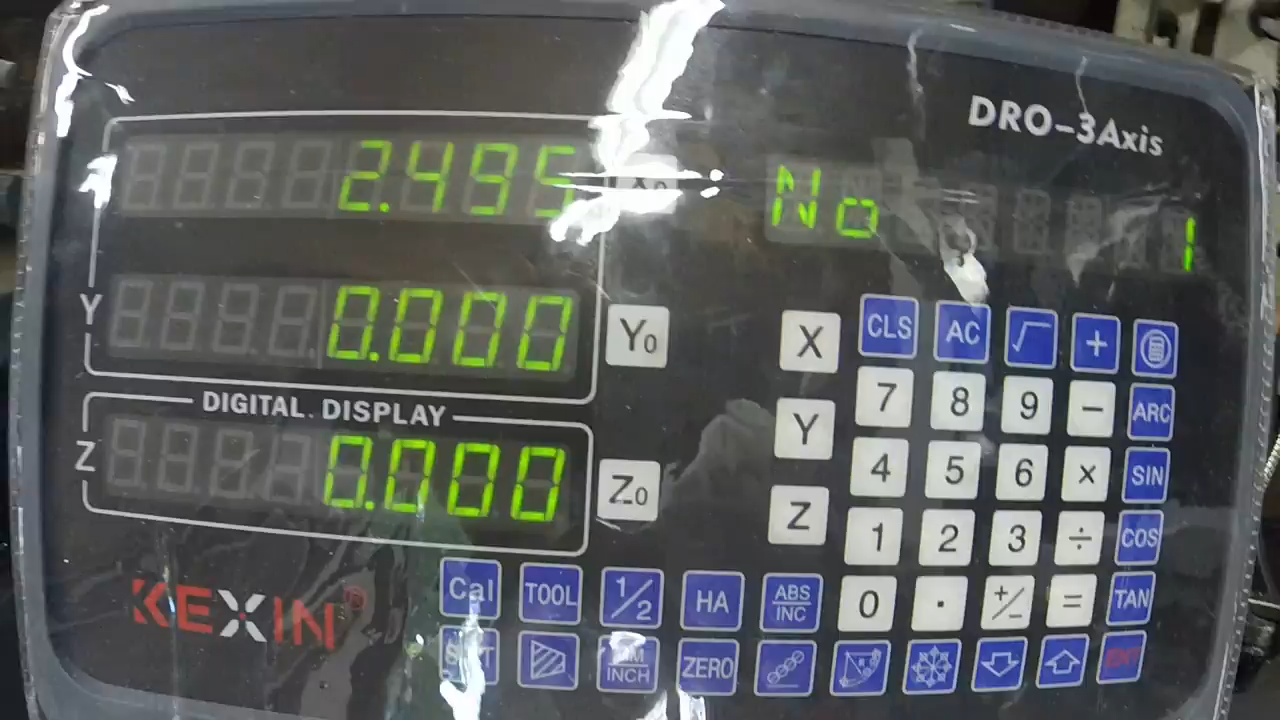 DRO-3Axis
2.495
No 1
Y 0.000 Y0
DIGITAL DISPLAY
Z 0.000 Z0
X CLS AC √ +
7 8 9 − ARC
Y 4 5 6 × SIN
Z 1 2 3 ÷ COS
KEXIN®
Cal TOOL 1/2 HA ABS/INC 0 . +/− = TAN
INCH ZERO